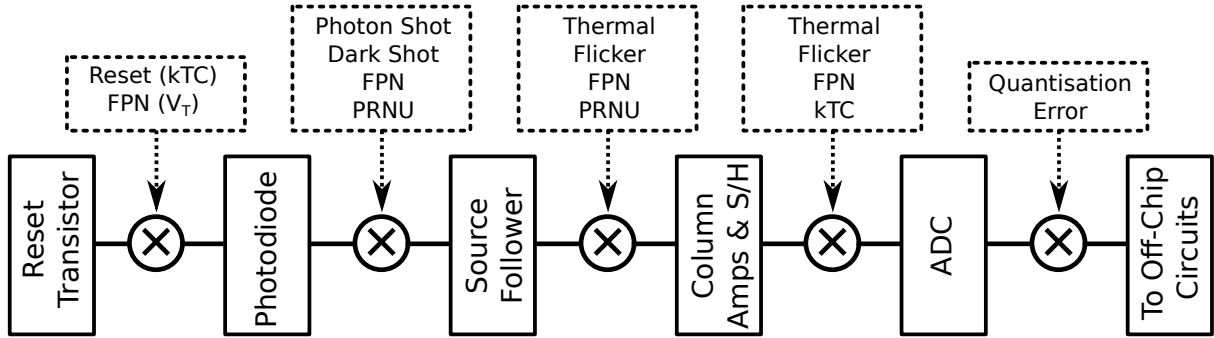 Reset (kTC)
FPN (V_T)
Photon Shot
Dark Shot
FPN
PRNU
Thermal
Flicker
FPN
PRNU
Thermal
Flicker
FPN
kTC
Quantisation
Error
Reset
Transistor
Photodiode
Source
Follower
Column
Amps & S/H
ADC
To Off-Chip
Circuits